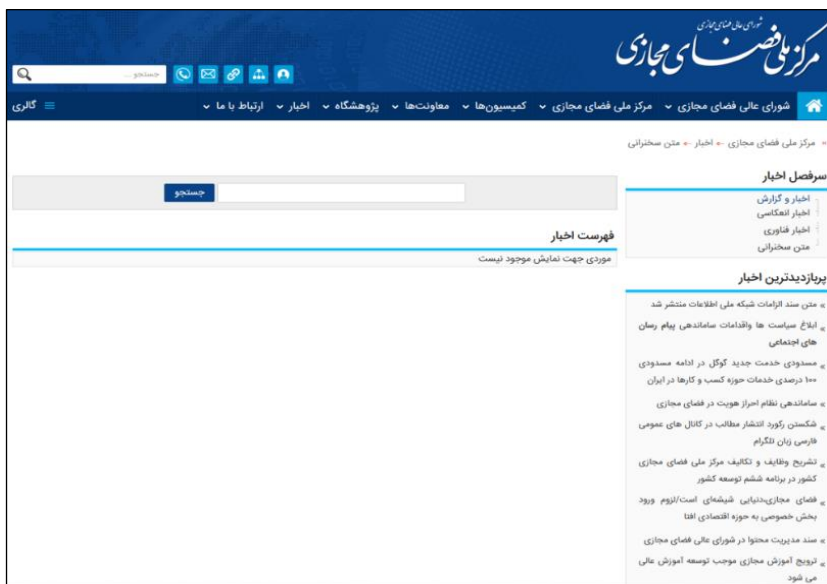 شورای عالی فضای مجازی
مرکز ملی فضای مجازی
جستجو ...
شورای عالی فضای مجازی
مرکز ملی فضای مجازی
کمیسیون‌ها
معاونت‌ها
پژوهشگاه
اخبار
ارتباط با ما
گالری
» مرکز ملی فضای مجازی ← اخبار ← متن سخنرانی
سرفصل اخبار
اخبار و گزارش
اخبار انعکاسی
اخبار فناوری
متن سخنرانی
جستجو
فهرست اخبار
موردی جهت نمایش موجود نیست
پربازدیدترین اخبار
» متن سند الزامات شبکه ملی اطلاعات منتشر شد
» ابلاغ سیاست ها واقدامات ساماندهی پیام رسان
های اجتماعی
» مسدودی خدمت جدید گوگل در ادامه مسدودی
۱۰۰ درصدی خدمات حوزه کسب و کارها در ایران
» ساماندهی نظام احراز هویت در فضای مجازی
» شکستن رکورد انتشار مطالب در کانال های عمومی
فارسی زبان تلگرام
» تشریح وظایف و تکالیف مرکز ملی فضای مجازی
کشور در برنامه ششم توسعه کشور
» فضای مجازی،دنیایی شیشه‌ای است/لزوم ورود
بخش خصوصی به حوزه اقتصادی افتا
» سند مدیریت محتوا در شورای عالی فضای مجازی
» ترویج آموزش مجازی موجب توسعه آموزش عالی
می شود